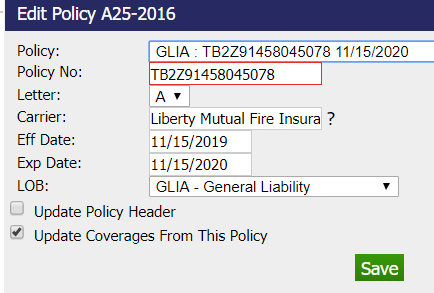 Edit Policy A25-2016
Policy: GLIA : TB2Z91458045078 11/15/2020
Policy No: TB2Z91458045078
Letter: A
Carrier: Liberty Mutual Fire Insura ?
Eff Date: 11/15/2019
Exp Date: 11/15/2020
LOB: GLIA - General Liability
Update Policy Header
Update Coverages From This Policy
Save